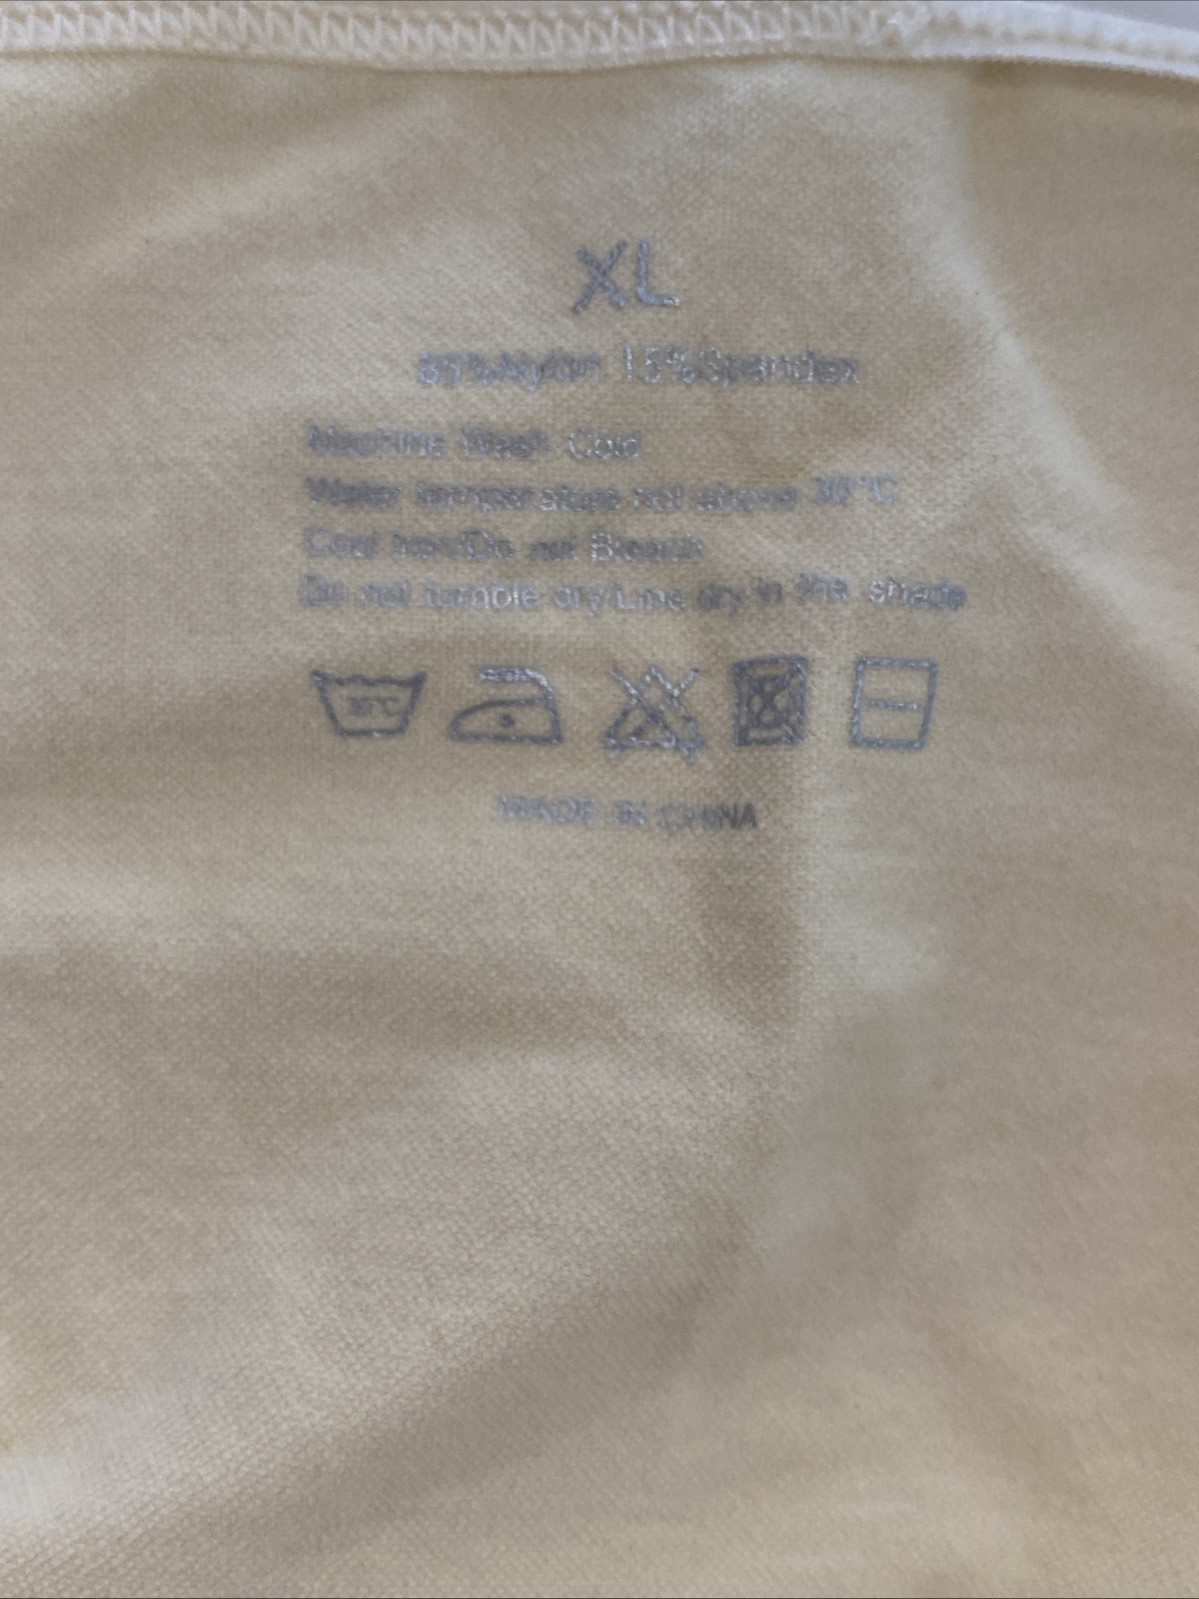 XL
85%Nylon 15%Spandex
Machine Wash Cold
Water temperature not above 30°C
Cool Iron/Do not Bleach
Do not tumble dry/Line dry in the shade
30°C
MADE IN CHINA